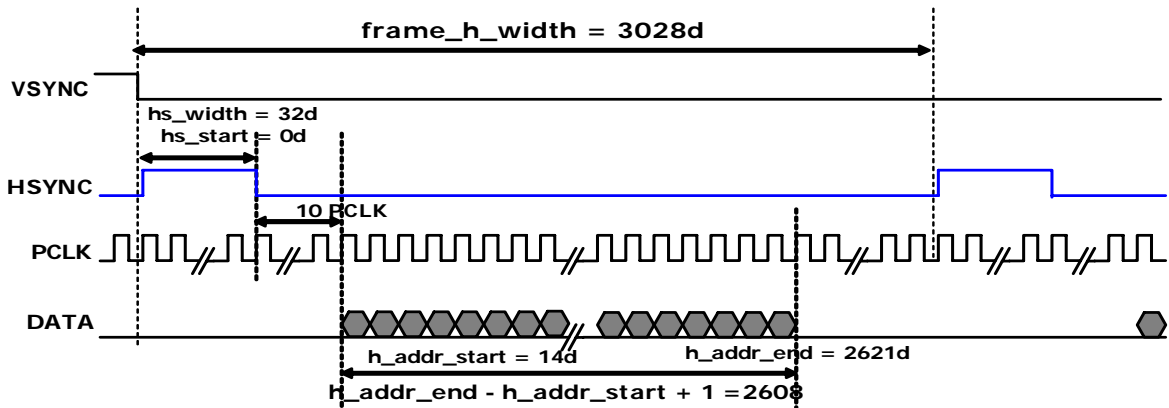 frame_h_width = 3028d
VSYNC
hs_width = 32d
hs_start = 0d
HSYNC
10 PCLK
PCLK
DATA
h_addr_start = 14d
h_addr_end = 2621d
h_addr_end - h_addr_start + 1 =2608